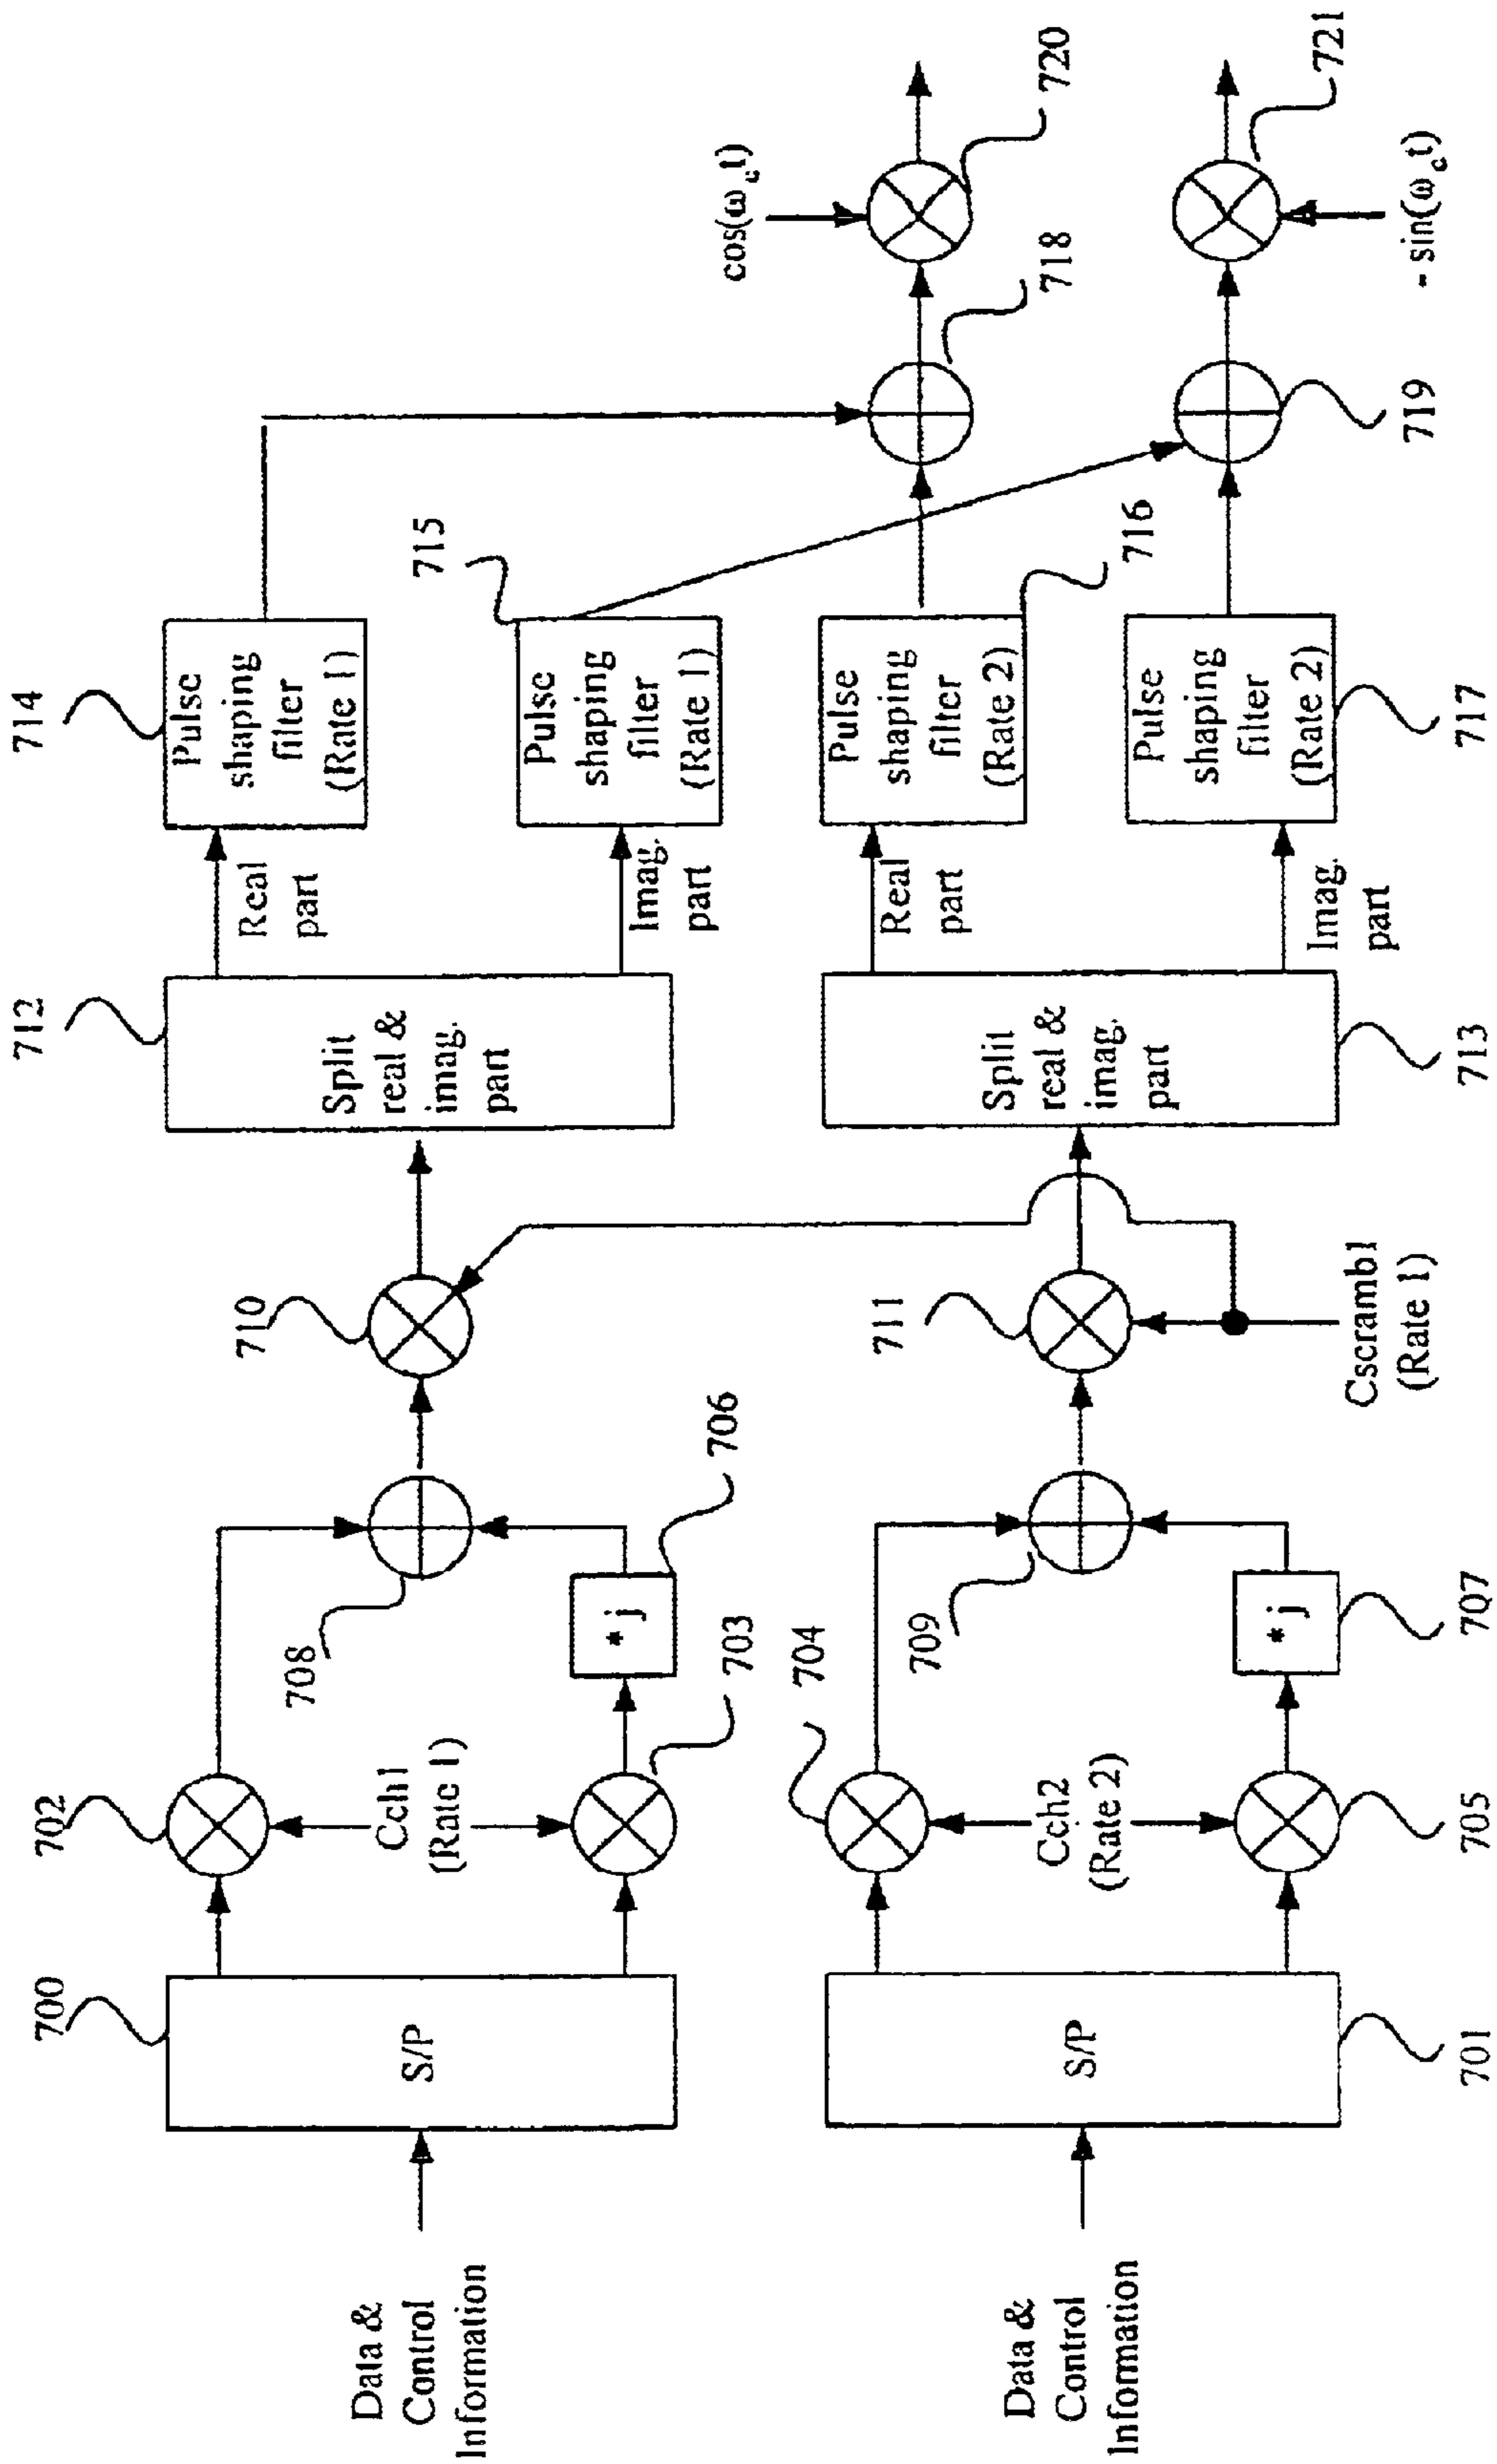 Data &
Control
Information
700
S/P
702
Cch1
(Rate 1)
703
* j
706
708
710
712
Split
real &
imag.
part
Real
part
Imag.
part
714
Pulse
shaping
filter
(Rate 1)
715
Pulse
shaping
filter
(Rate 1)
Data &
Control
Information
S/P
701
704
Cch2
(Rate 2)
705
* j
707
709
711
Cscramb1
(Rate 1)
Split
real &
imag.
part
713
Real
part
Imag.
part
Pulse
shaping
filter
(Rate 2)
716
Pulse
shaping
filter
(Rate 2)
717
718
719
cos(ωct)
720
- sin(ωct)
721